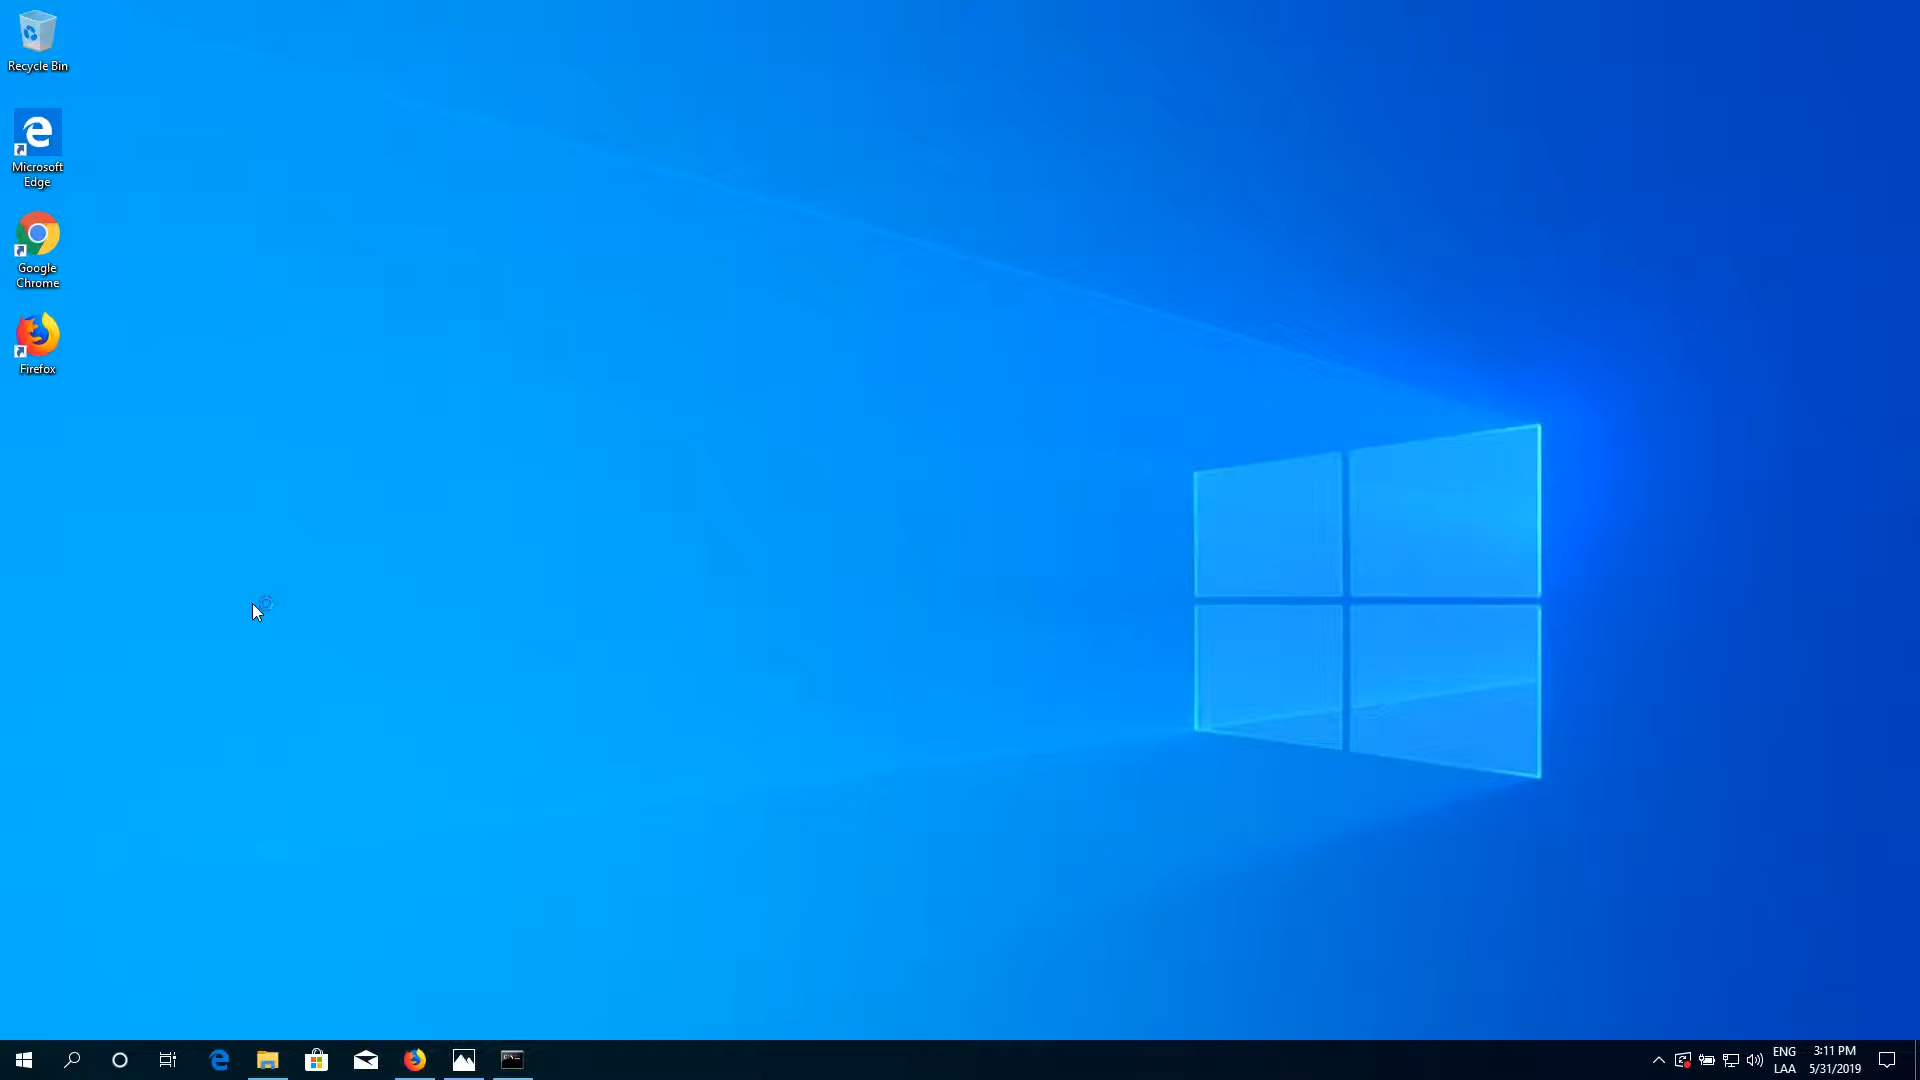 Recycle Bin
Microsoft
Edge
Google
Chrome
Firefox
ENG
LAA
3:11 PM
5/31/2019